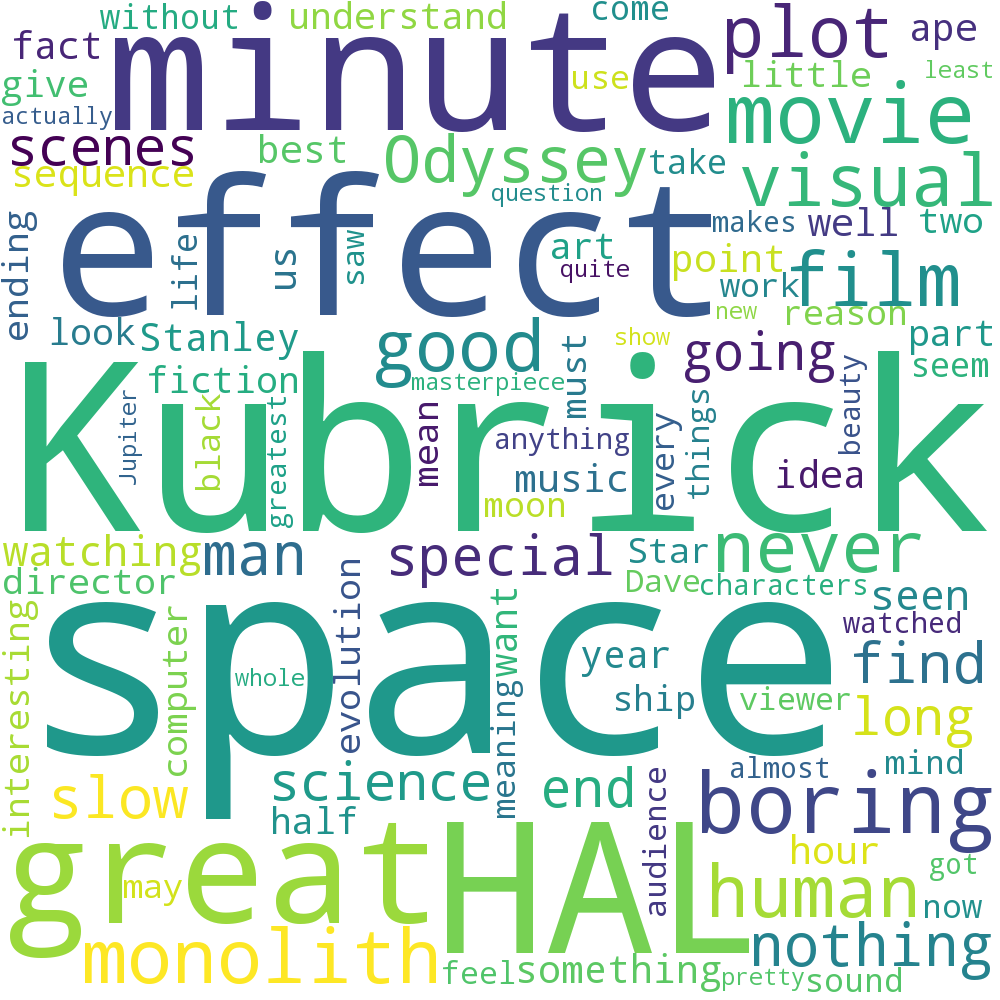 without
understand
come
minute
plot
ape
fact
give
use
little
least
actually
movie
scenes
best
Odyssey
take
visual
sequence
effect
question
makes
well
two
ending
life
us
saw
art
quite
point
work
film
new
reason
look
Stanley
good
must
show
going
part
seem
fiction
masterpiece
Kubrick
Jupiter
black
greatest
mean
anything
music
moon
every
things
idea
beauty
watching
man
special
Star
never
director
Dave
characters
seen
watched
interesting
computer
whole
evolution
meaning
want
space
year
ship
viewer
find
long
slow
science
half
end
almost
mind
boring
great
may
HAL
audience
hour
human
got
now
monolith
feel
something
pretty
sound
nothing